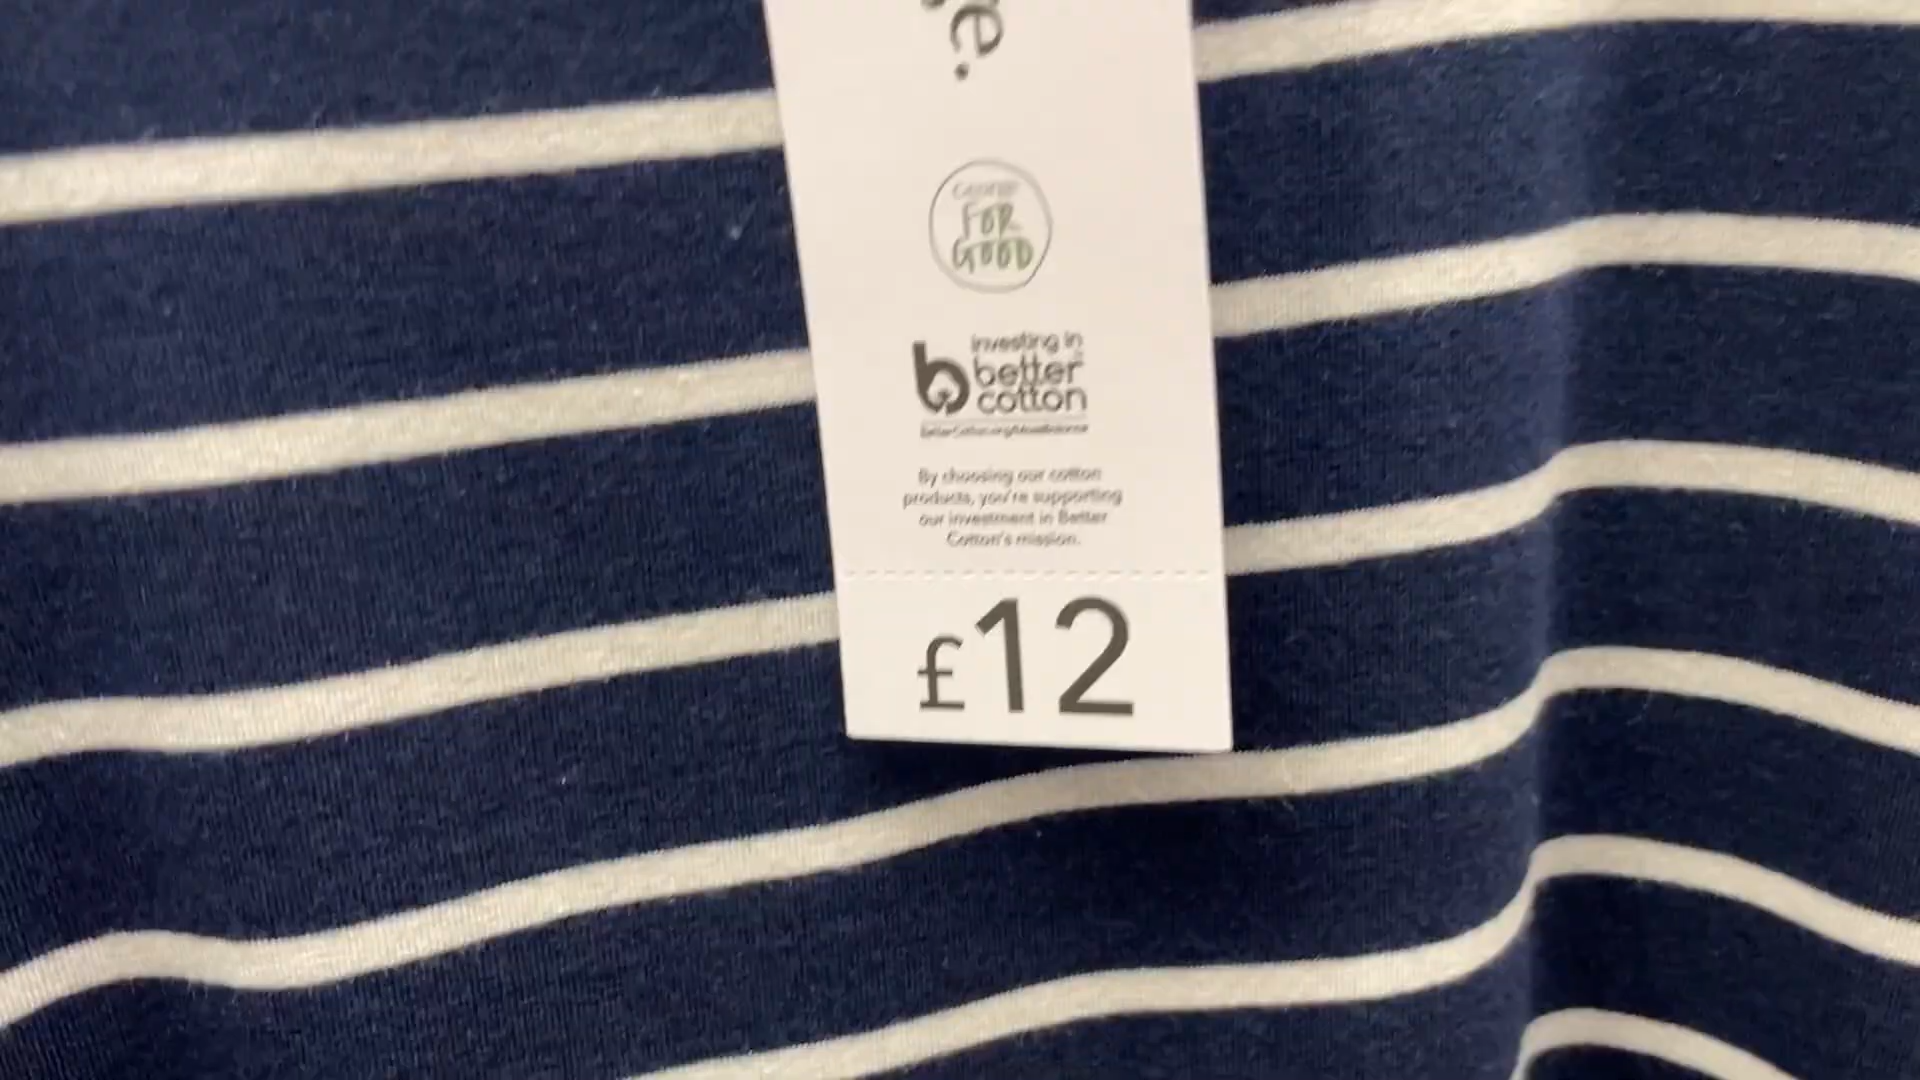 e.
George
FOR
GOOD
investing in
better
cotton
By choosing our cotton
products, you're supporting
our investment in Better
Cotton's mission.
£12